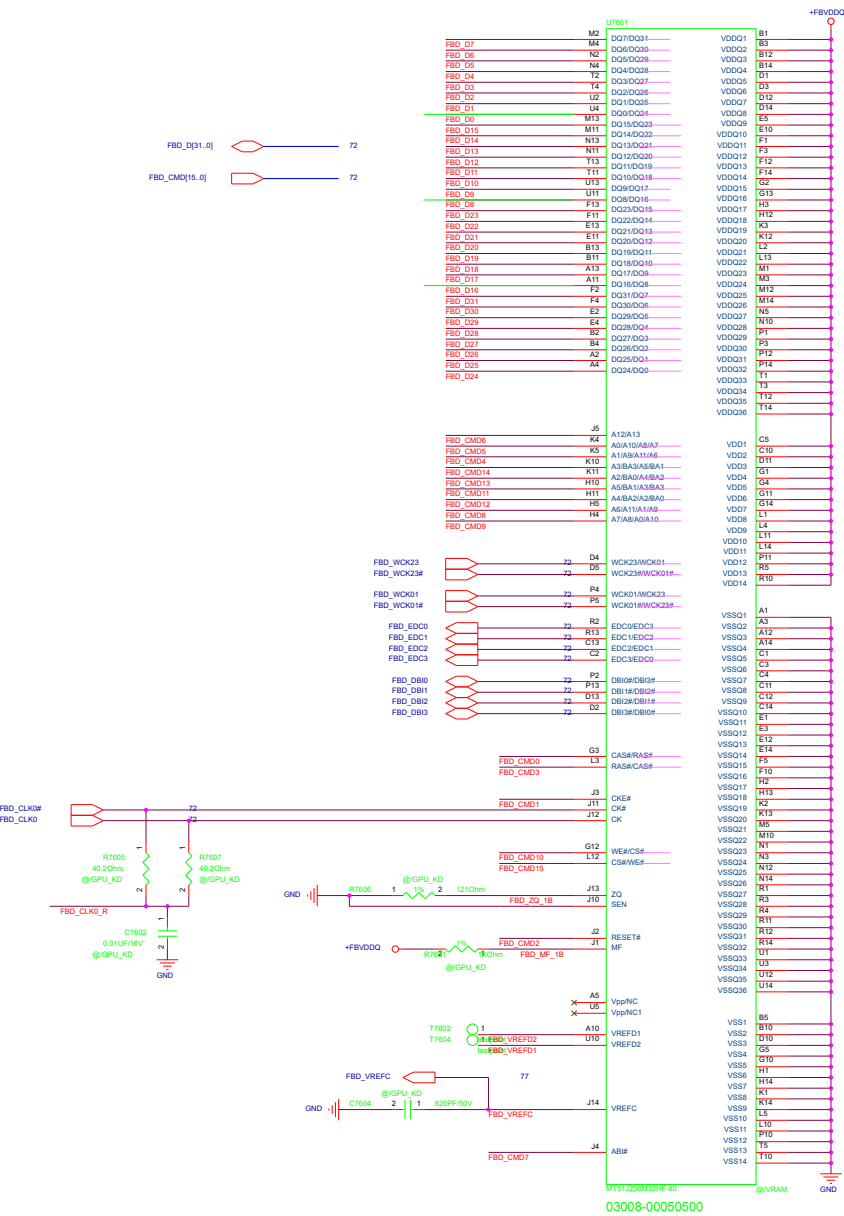 +FBVDDQ
U7601
M2 DQ7/DQ31 VDDQ1 B1
FBD_D7 M4 DQ6/DQ30 VDDQ2 B3
FBD_D6 N2 DQ5/DQ29 VDDQ3 B12
FBD_D5 N4 DQ4/DQ28 VDDQ4 B14
FBD_D4 T2 DQ3/DQ27 VDDQ5 D1
FBD_D3 T4 DQ2/DQ26 VDDQ6 D3
FBD_D2 U2 DQ1/DQ25 VDDQ7 D12
FBD_D1 U4 DQ0/DQ24 VDDQ8 D14
FBD_D0 M13 DQ15/DQ23 VDDQ9 E5
FBD_D15 M11 DQ14/DQ22 VDDQ10 E10
FBD_D14 N13 DQ13/DQ21 VDDQ11 F1
FBD_D[31..0] 72
FBD_D13 N11 DQ12/DQ20 VDDQ12 F3
FBD_D12 T13 DQ11/DQ19 VDDQ13 F12
FBD_D11 T11 DQ10/DQ18 VDDQ14 F14
FBD_CMD[15..0] 72
FBD_D10 U13 DQ9/DQ17 VDDQ15 G2
FBD_D9 U11 DQ8/DQ16 VDDQ16 G13
FBD_D8 F13 DQ23/DQ15 VDDQ17 H3
FBD_D23 F11 DQ22/DQ14 VDDQ18 H12
FBD_D22 E13 DQ21/DQ13 VDDQ19 K3
FBD_D21 E11 DQ20/DQ12 VDDQ20 K12
FBD_D20 B13 DQ19/DQ11 VDDQ21 L2
FBD_D19 B11 DQ18/DQ10 VDDQ22 L13
FBD_D18 A13 DQ17/DQ9 VDDQ23 M1
FBD_D17 A11 DQ16/DQ8 VDDQ24 M3
FBD_D16 F2 DQ31/DQ7 VDDQ25 M12
FBD_D31 F4 DQ30/DQ6 VDDQ26 M14
FBD_D30 E2 DQ29/DQ5 VDDQ27 N5
FBD_D29 E4 DQ28/DQ4 VDDQ28 N10
FBD_D28 B2 DQ27/DQ3 VDDQ29 P1
FBD_D27 B4 DQ26/DQ2 VDDQ30 P3
FBD_D26 A2 DQ25/DQ1 VDDQ31 P12
FBD_D25 A4 DQ24/DQ0 VDDQ32 P14
FBD_D24 VDDQ33 T1
VDDQ34 T3
VDDQ35 T12
VDDQ36 T14
J5 A12/A13
FBD_CMD6 K4 A0/A10/A8/A7 VDD1 C5
FBD_CMD5 K5 A1/A9/A11/A6 VDD2 C10
FBD_CMD4 K10 A3/BA3/A5/BA1 VDD3 D11
FBD_CMD14 K11 A2/BA0/A4/BA2 VDD4 G1
FBD_CMD13 H10 A5/BA1/A3/BA3 VDD5 G4
FBD_CMD11 H11 A4/BA2/A2/BA0 VDD6 G11
FBD_CMD12 H5 A6/A11/A1/A9 VDD7 G14
FBD_CMD8 H4 A7/A8/A0/A10 VDD8 L1
FBD_CMD9 VDD9 L4
VDD10 L11
VDD11 L14
FBD_WCK23 72 D4 WCK23/WCK01 VDD12 P11
FBD_WCK23# 72 D5 WCK23#/WCK01# VDD13 R5
VDD14 R10
FBD_WCK01 72 P4 WCK01/WCK23
FBD_WCK01# 72 P5 WCK01#/WCK23#
VSSQ1 A1
FBD_EDC0 72 R2 EDC0/EDC3 VSSQ2 A3
FBD_EDC1 72 R13 EDC1/EDC2 VSSQ3 A12
FBD_EDC2 72 C13 EDC2/EDC1 VSSQ4 A14
FBD_EDC3 72 C2 EDC3/EDC0 VSSQ5 C1
VSSQ6 C3
FBD_DBI0 72 P2 DBI0#/DBI3# VSSQ7 C4
FBD_DBI1 72 P13 DBI1#/DBI2# VSSQ8 C11
FBD_DBI2 72 D13 DBI2#/DBI1# VSSQ9 C12
FBD_DBI3 72 D2 DBI3#/DBI0# VSSQ10 C14
VSSQ11 E1
VSSQ12 E3
VSSQ13 E12
G3 CAS#/RAS# VSSQ14 E14
FBD_CMD0 L3 RAS#/CAS# VSSQ15 F5
FBD_CMD3 VSSQ16 F10
VSSQ17 H2
J3 CKE# VSSQ18 H13
FBD_CLK0# 72 FBD_CMD1 J11 CK# VSSQ19 K2
FBD_CLK0 72 J12 CK VSSQ20 K13
VSSQ21 M5
VSSQ22 M10
G12 WE#/CS# VSSQ23 N1
R7605 R7607 FBD_CMD10 L12 CS#/WE# VSSQ24 N3
40.2Ohm 40.2Ohm FBD_CMD15 VSSQ25 N12
@/GPU_KD @/GPU_KD @/GPU_KD VSSQ26 N14
GND R7606 1 1% 2 121Ohm J13 ZQ VSSQ27 R1
FBD_ZQ_1B J10 SEN VSSQ28 R3
FBD_CLK0_R VSSQ29 R4
VSSQ30 R11
C7602 J2 RESET# VSSQ31 R12
0.01UF/16V +FBVDDQ 1% FBD_CMD2 J1 MF VSSQ32 R14
@/GPU_KD 2 1 1KOhm FBD_MF_1B VSSQ33 U1
@/GPU_KD VSSQ34 U3
GND VSSQ35 U12
VSSQ36 U14
A5 Vpp/NC
U5 Vpp/NC1
VSS1 B5
T7602 1 A10 VREFD1 VSS2 B10
T7604 1 FBD_VREFD2 U10 VREFD2 VSS3 D10
FBD_VREFD1 VSS4 G5
VSS5 G10
FBD_VREFC 77 VSS6 H1
VSS7 H14
@/GPU_KD VSS8 K1
GND C7604 2 1 820PF/50V J14 VREFC VSS9 K14
FBD_VREFC VSS10 L5
VSS11 L10
VSS12 P10
J4 ABI# VSS13 T5
FBD_CMD7 VSS14 T10
MT51J256M32HF-80 @/VRAM GND
03008-00050500